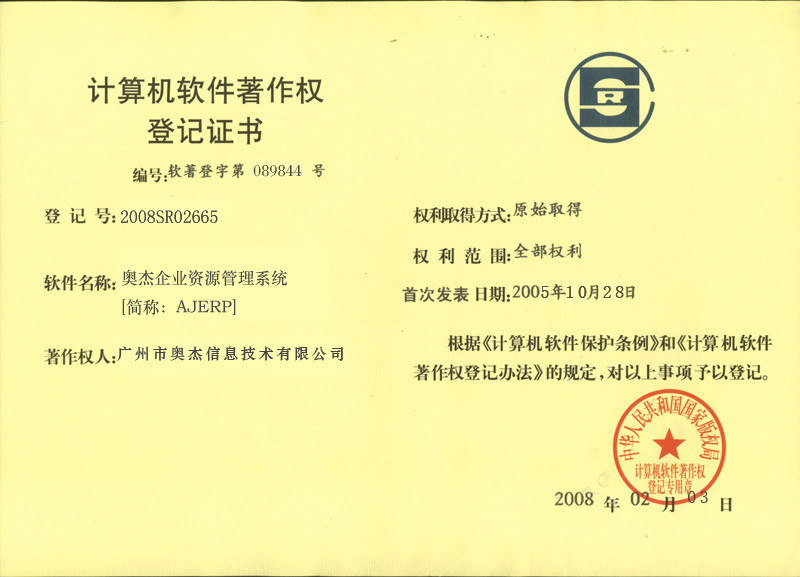 计算机软件著作权
登记证书
编号:软著登字第 089844 号
登 记 号: 2008SR02665
软件名称: 奥杰企业资源管理系统
[简称: AJERP]
著作权人: 广州市奥杰信息技术有限公司
权利取得方式: 原始取得
权 利 范 围: 全部权利
首次发表 日期: 2005年10月28日
根据《计算机软件保护条例》和《计算机软件
著作权登记办法》的规定,对以上事项予以登记。
中华人民共和国国家版权局
计算机软件著作权
登记专用章
2008 年 02 月 03 日